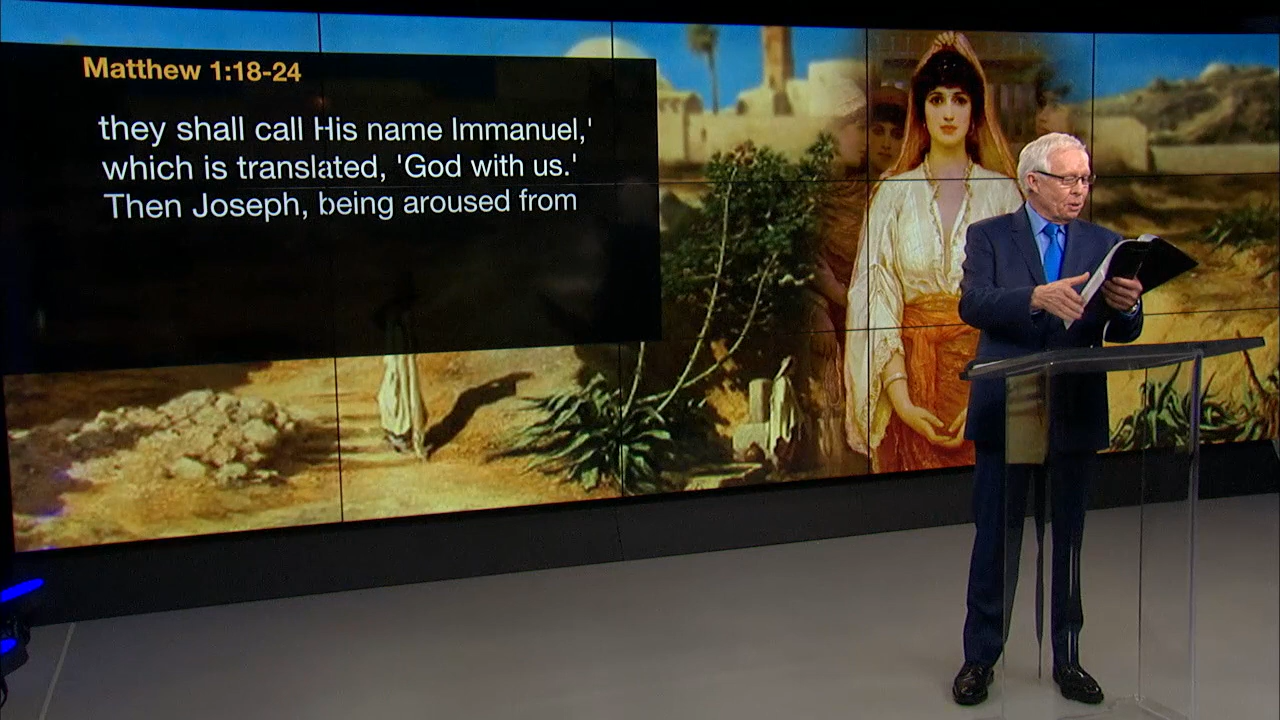 Matthew 1:18-24
they shall call His name Immanuel,'
which is translated, 'God with us.'
Then Joseph, being aroused from